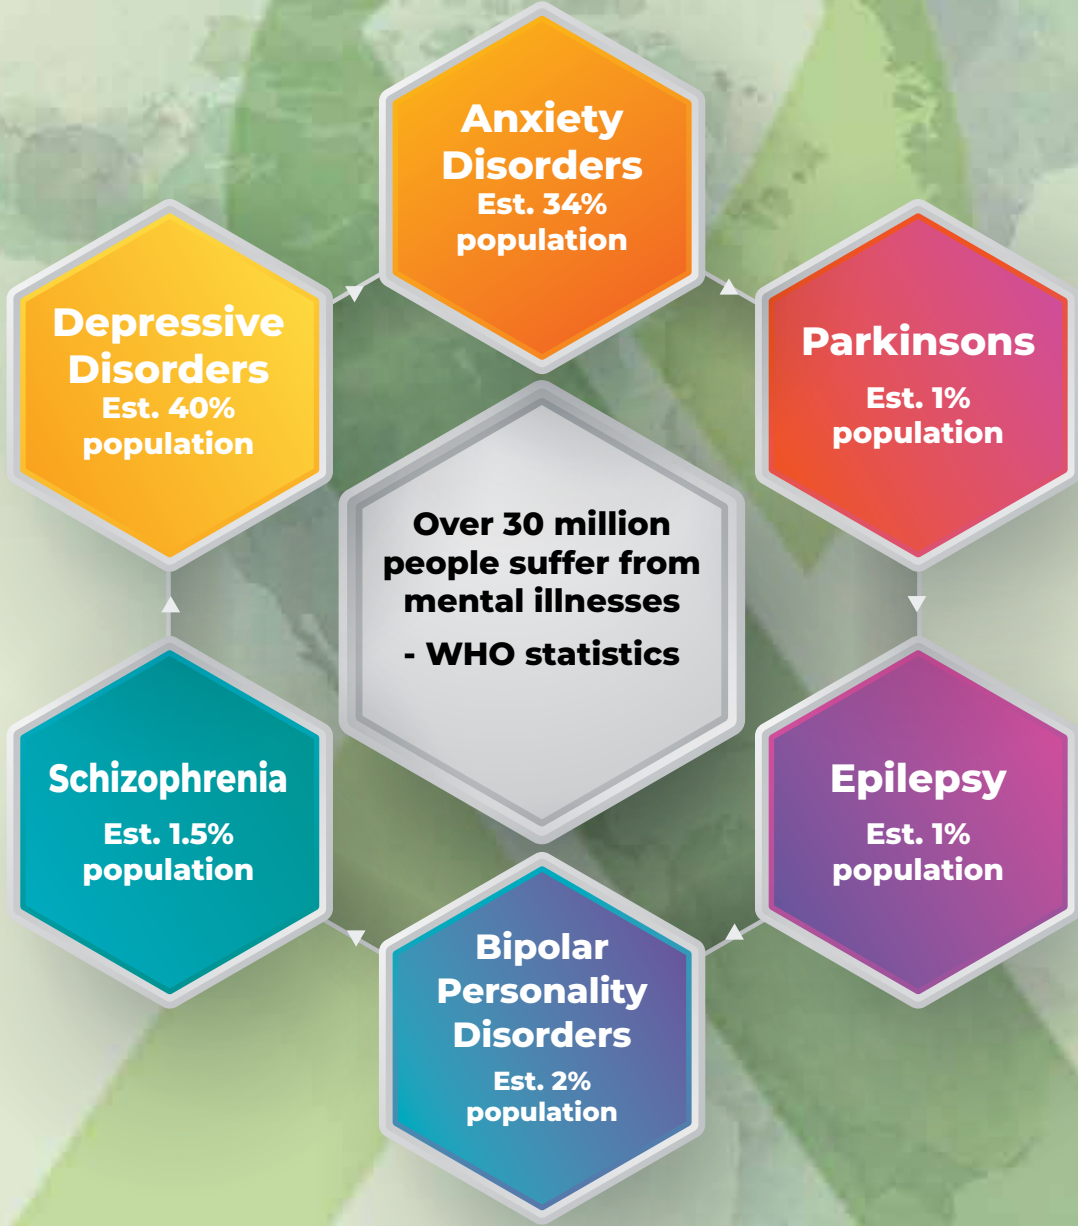 Anxiety
Disorders
Est. 34%
population
Depressive
Disorders
Est. 40%
population
Parkinsons
Est. 1%
population
Over 30 million
people suffer from
mental illnesses
- WHO statistics
Schizophrenia
Est. 1.5%
population
Epilepsy
Est. 1%
population
Bipolar
Personality
Disorders
Est. 2%
population